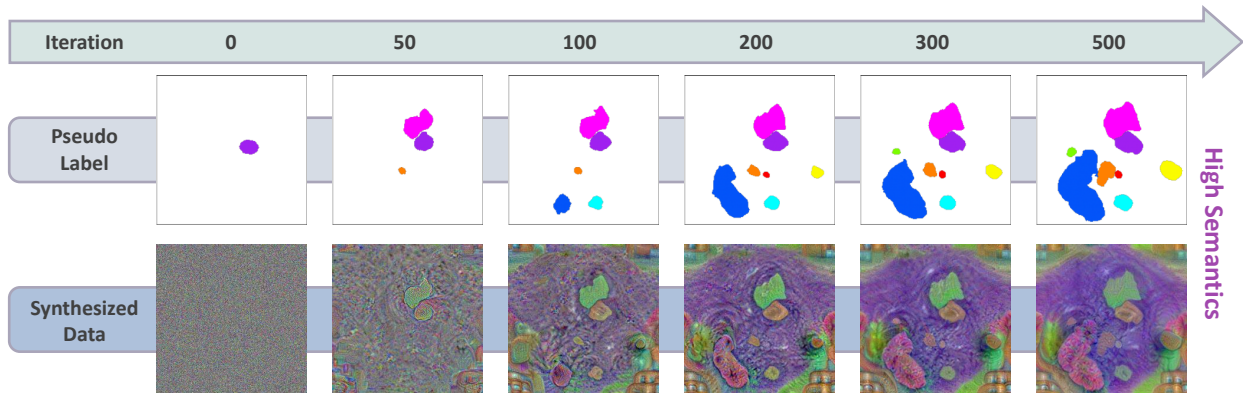 Iteration 0 50 100 200 300 500
Pseudo
Label
High Semantics
Synthesized
Data